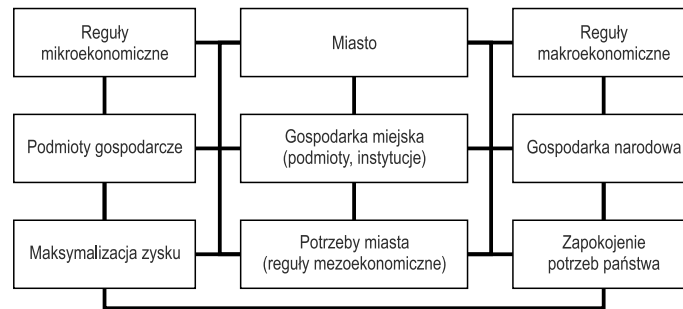 Reguły
mikroekonomiczne
Miasto
Reguły
makroekonomiczne
Podmioty gospodarcze
Gospodarka miejska
(podmioty, instytucje)
Gospodarka narodowa
Maksymalizacja zysku
Potrzeby miasta
(reguły mezoekonomiczne)
Zapokojenie
potrzeb państwa